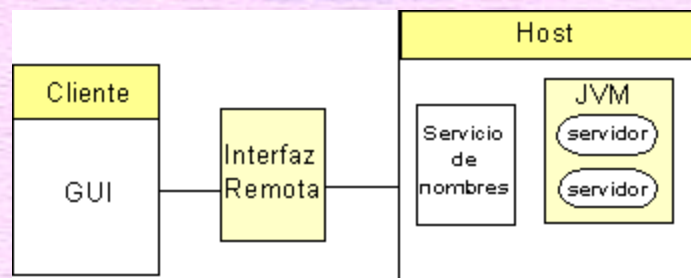 Cliente
GUI
Interfaz
Remota
Host
Servicio
de
nombres
JVM
servidor
servidor